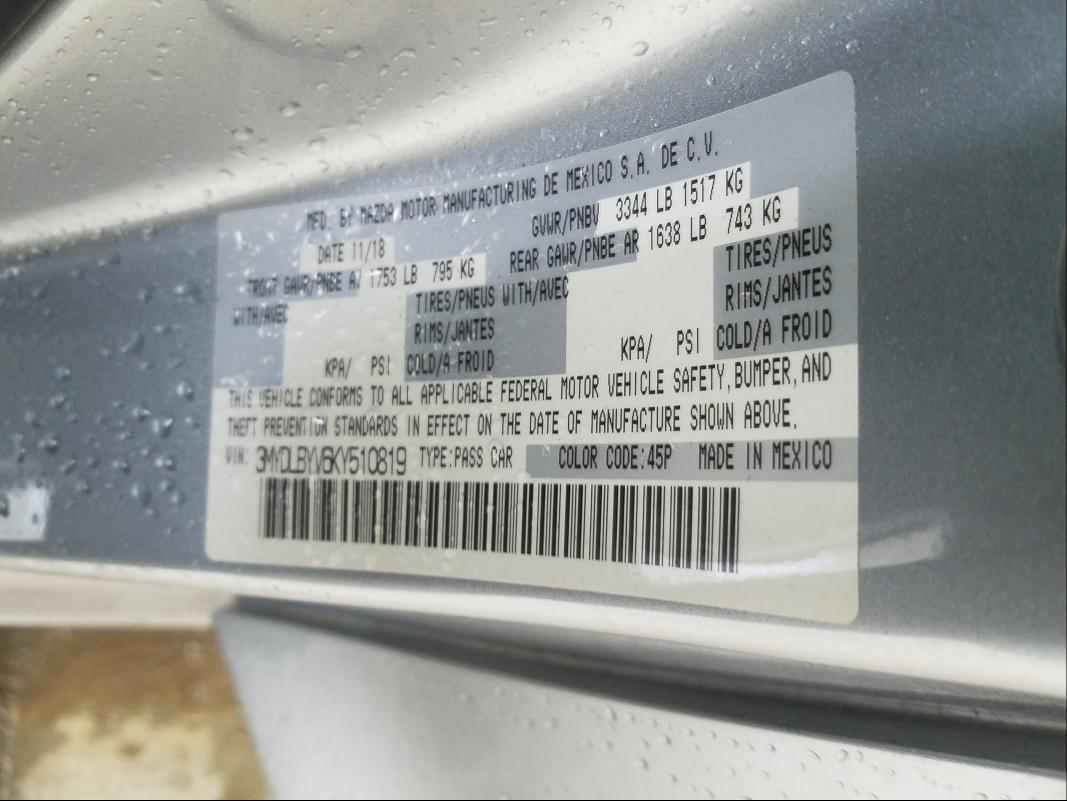 MFD. BY MAZDA MOTOR MANUFACTURING DE MEXICO S.A. DE C.V.
DATE 11/18 GVWR/PNBV 3344 LB 1517 KG
FRONT GAWR/PNBE AV 1753 LB 795 KG REAR GAWR/PNBE AR 1638 LB 743 KG
WITH/AVEC TIRES/PNEUS WITH/AVEC TIRES/PNEUS
RIMS/JANTES RIMS/JANTES
KPA/ PSI COLD/A FROID KPA/ PSI COLD/A FROID
THIS VEHICLE CONFORMS TO ALL APPLICABLE FEDERAL MOTOR VEHICLE SAFETY, BUMPER, AND
THEFT PREVENTION STANDARDS IN EFFECT ON THE DATE OF MANUFACTURE SHOWN ABOVE.
VIN: 3MYDLBYV6KY510819 TYPE:PASS CAR COLOR CODE:45P MADE IN MEXICO